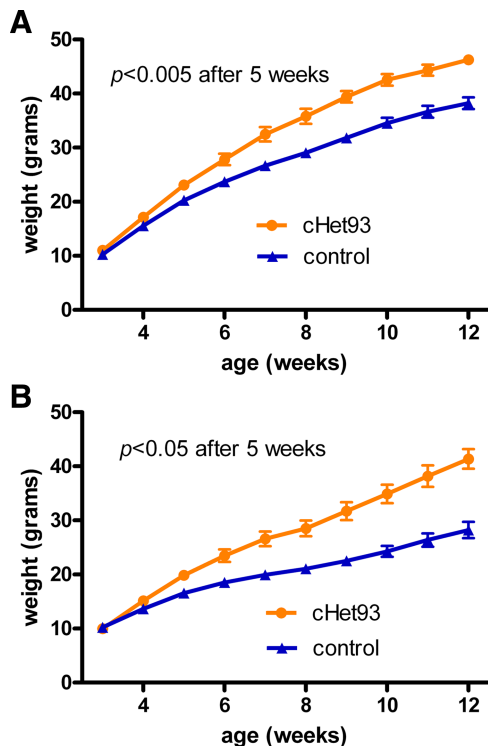 A
50
p<0.005 after 5 weeks
40
30
weight (grams)
20
cHet93
control
10
0
4 6 8 10 12
age (weeks)
B
50
p<0.05 after 5 weeks
40
30
weight (grams)
20
cHet93
control
10
0
4 6 8 10 12
age (weeks)